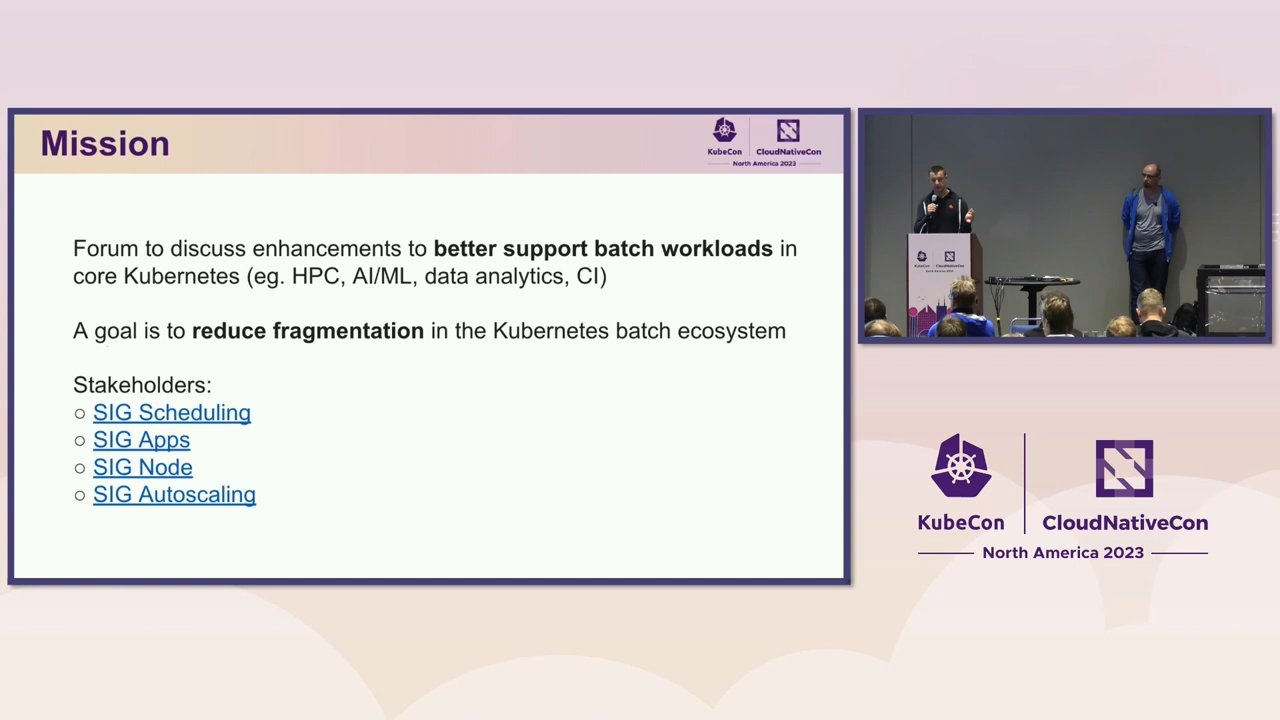 Mission
KubeCon
CloudNativeCon
North America 2023
Forum to discuss enhancements to better support batch workloads in
core Kubernetes (eg. HPC, AI/ML, data analytics, CI)
A goal is to reduce fragmentation in the Kubernetes batch ecosystem
Stakeholders:
○ SIG Scheduling
○ SIG Apps
○ SIG Node
○ SIG Autoscaling
KubeCon
CloudNativeCon
North America 2023